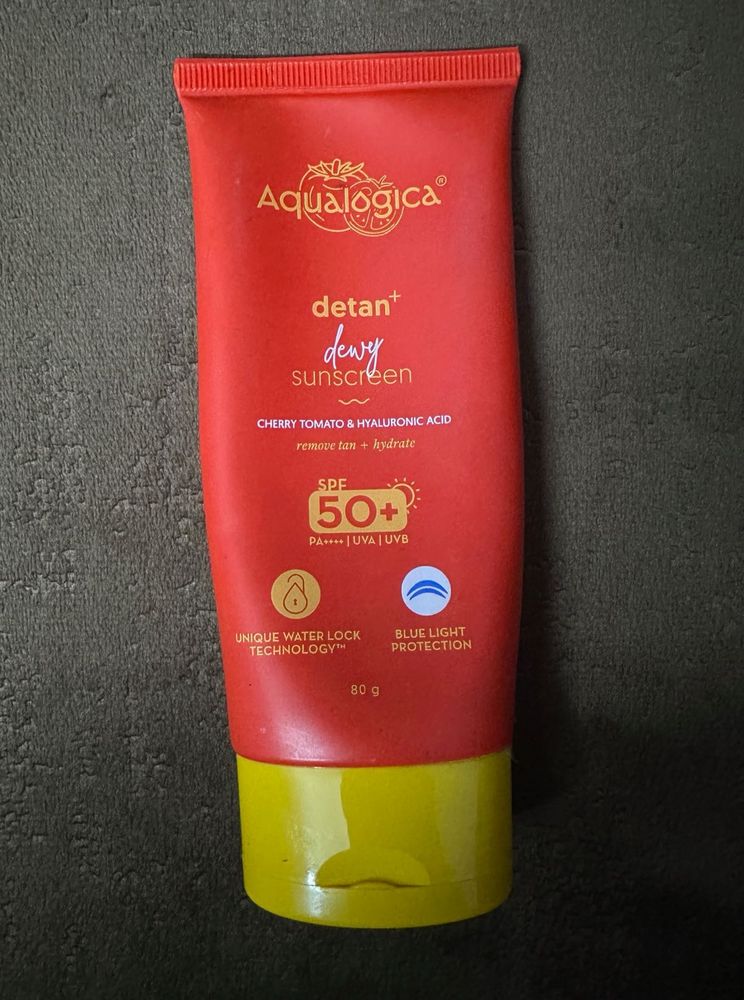 Aqualogica®
detan+
dewy
sunscreen
CHERRY TOMATO & HYALURONIC ACID
remove tan + hydrate
SPF
50+
PA++++ | UVA | UVB
UNIQUE WATER LOCK
TECHNOLOGY™
BLUE LIGHT
PROTECTION
80 g